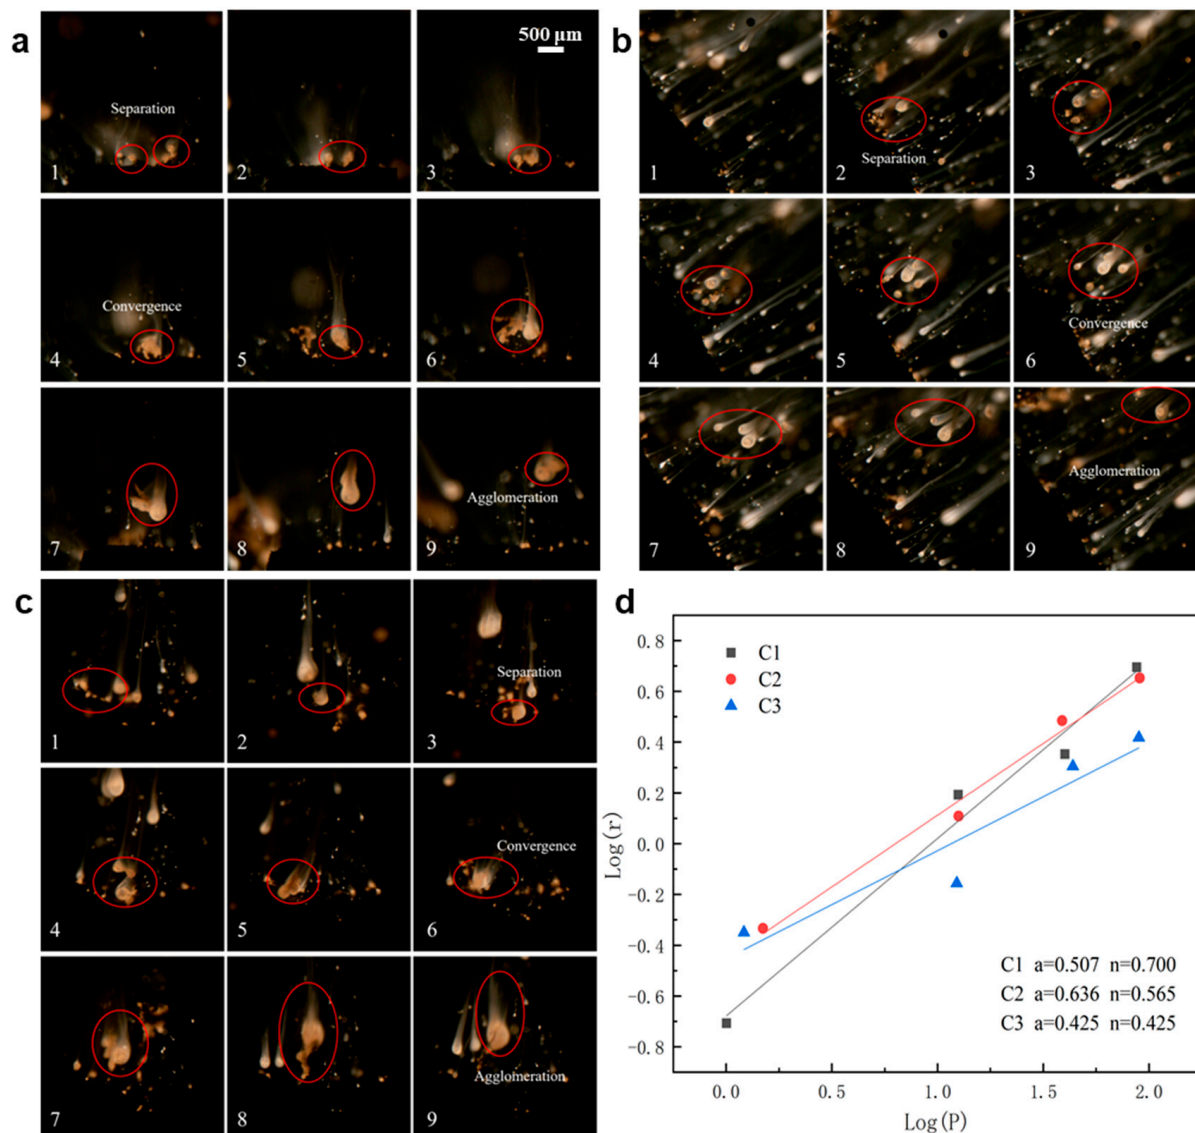 a
500 μm
Separation
1
2
3
Convergence
4
5
6
Agglomeration
7
8
9
b
Separation
1
2
3
Convergence
4
5
6
Agglomeration
7
8
9
c
Separation
1
2
3
Convergence
4
5
6
Agglomeration
7
8
9
d
C1
C2
C3
0.8
0.6
0.4
0.2
0.0
-0.2
-0.4
-0.6
-0.8
Log(r)
C1 a=0.507 n=0.700
C2 a=0.636 n=0.565
C3 a=0.425 n=0.425
0.0 0.5 1.0 1.5 2.0
Log(P)